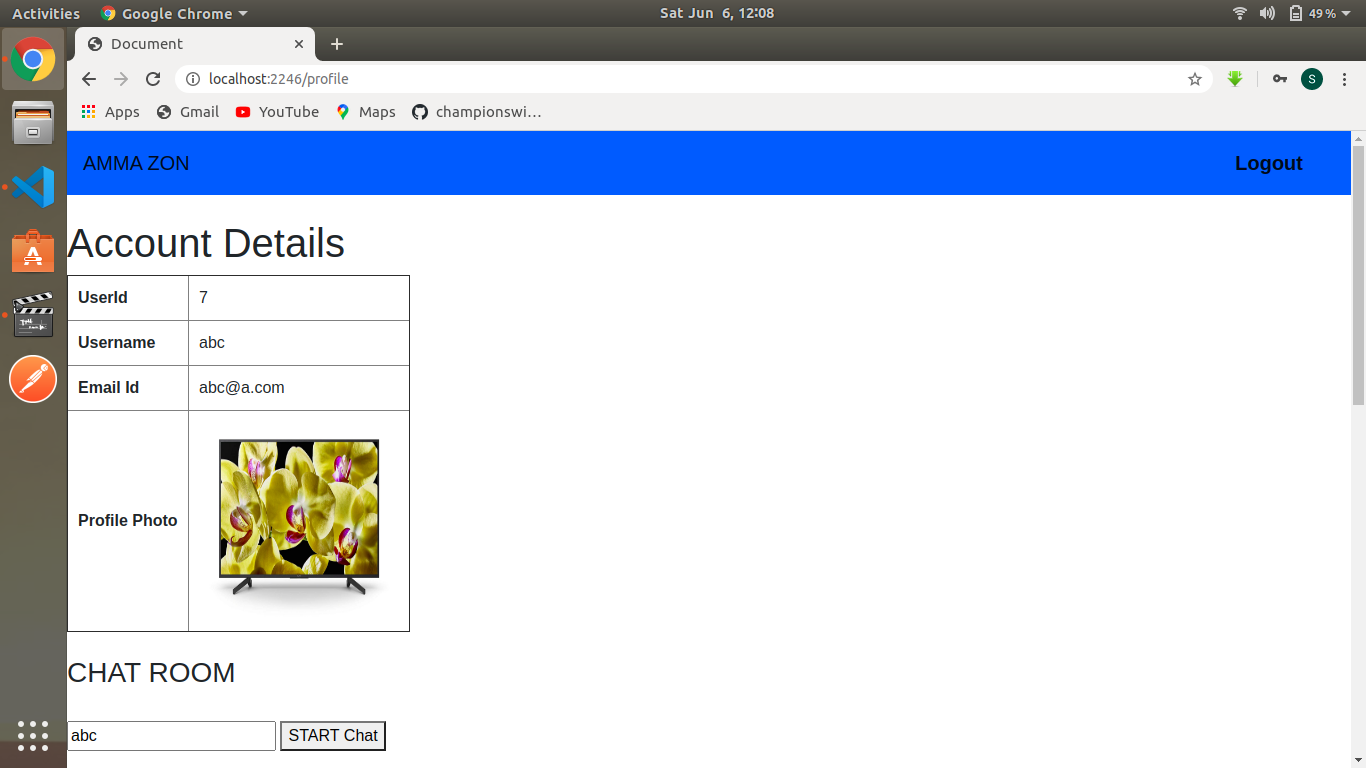 Activities Google Chrome Sat Jun 6, 12:08 49%
Document
localhost:2246/profile S
Apps Gmail YouTube Maps championswi...
AMMA ZON Logout
Account Details
UserId 7
Username abc
Email Id abc@a.com
Profile Photo
CHAT ROOM
abc START Chat